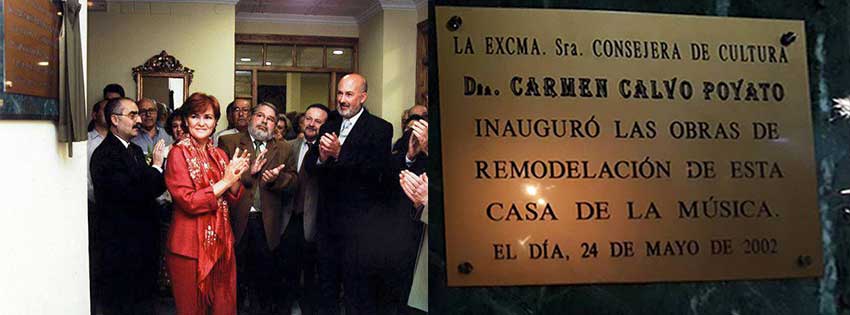 LA EXCMA. Sra. CONSEJERA DE CULTURA
Dña. CARMEN CALVO POYATO
INAUGURÓ LAS OBRAS DE
REMODELACIÓN DE ESTA
CASA DE LA MÚSICA.
EL DÍA, 24 DE MAYO DE 2002